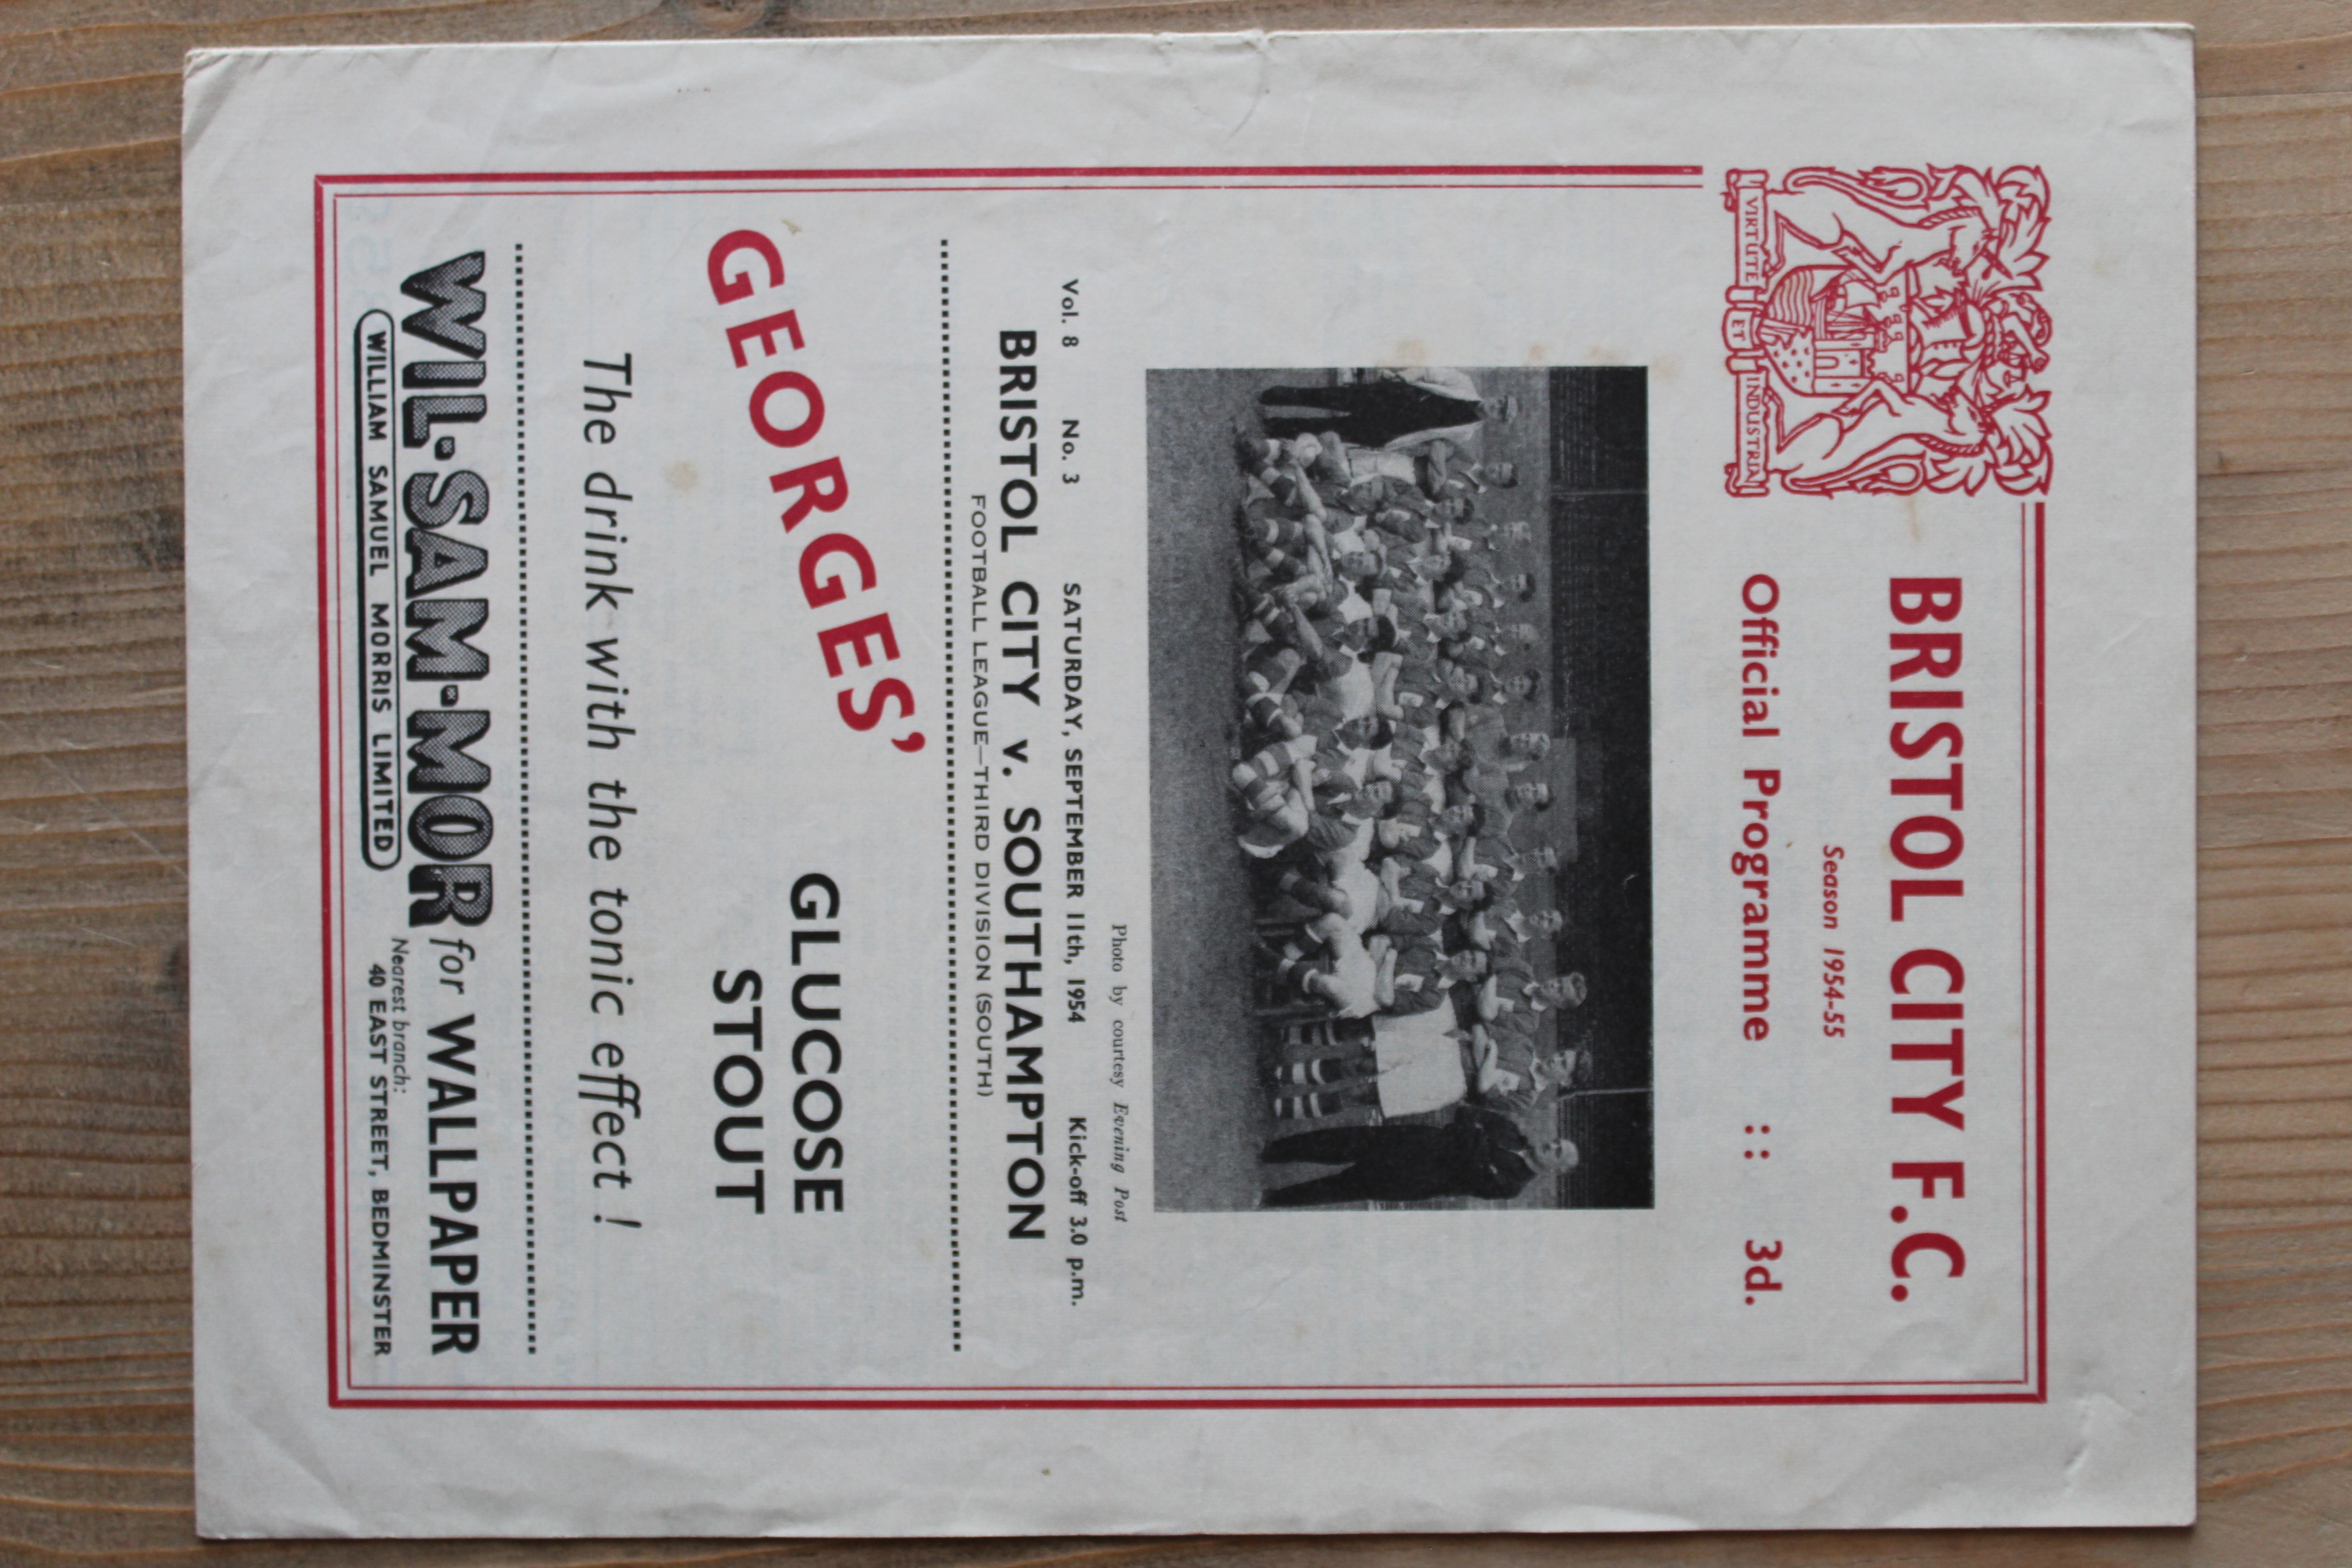 VIRTUTE ET INDUSTRIA
BRISTOL CITY F.C.
Season 1954-55
Official Programme :: 3d.
Photo by courtesy Evening Post
Vol. 8 No. 3 SATURDAY, SEPTEMBER 11th, 1954 Kick-off 3.0 p.m.
BRISTOL CITY v. SOUTHAMPTON
FOOTBALL LEAGUE—THIRD DIVISION (SOUTH)
GEORGES'
GLUCOSE
STOUT
The drink with the tonic effect !
WIL·SAM·MOR for WALLPAPER
WILLIAM SAMUEL MORRIS LIMITED
Nearest branch:
40 EAST STREET, BEDMINSTER